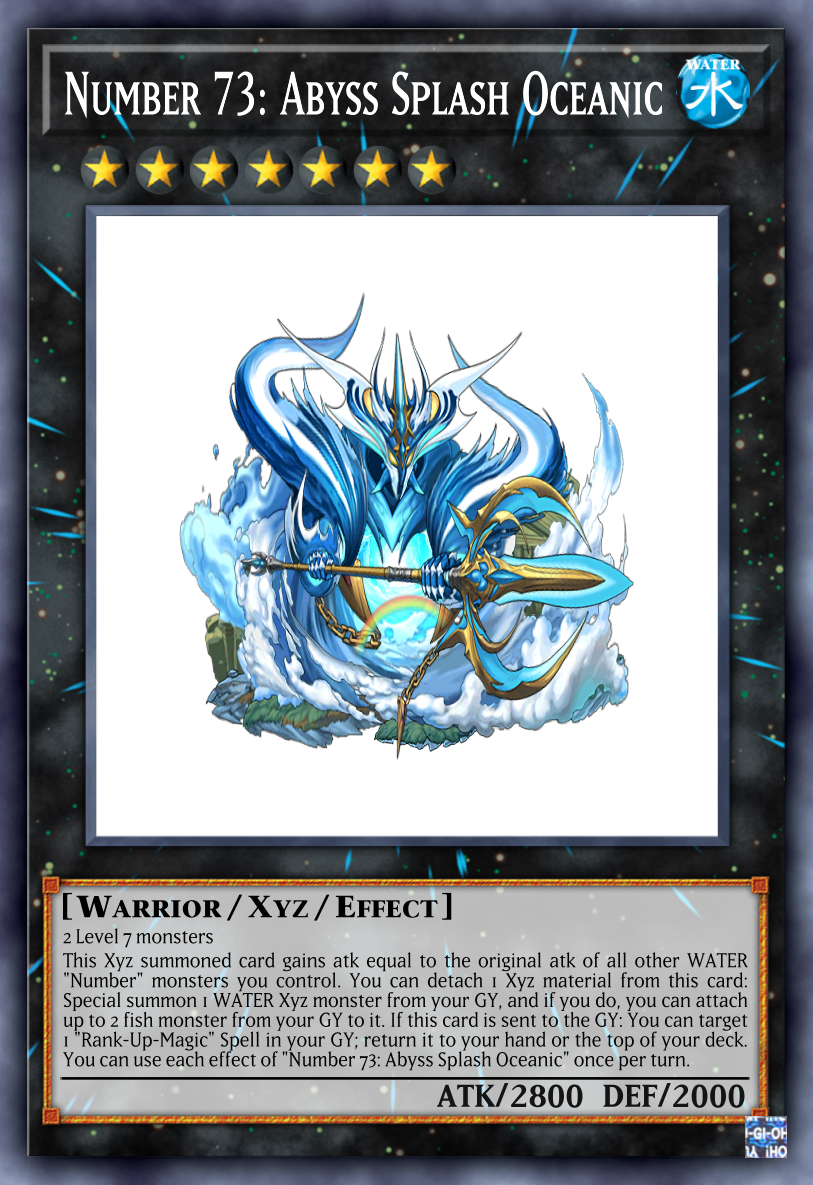 Number 73: Abyss Splash Oceanic
WATER
水
[Warrior / Xyz / Effect]
2 Level 7 monsters
This Xyz summoned card gains atk equal to the original atk of all other WATER
"Number" monsters you control. You can detach 1 Xyz material from this card:
Special summon 1 WATER Xyz monster from your GY, and if you do, you can attach
up to 2 fish monster from your GY to it. If this card is sent to the GY: You can target
1 "Rank-Up-Magic" Spell in your GY; return it to your hand or the top of your deck.
You can use each effect of "Number 73: Abyss Splash Oceanic" once per turn.
ATK/2800 DEF/2000